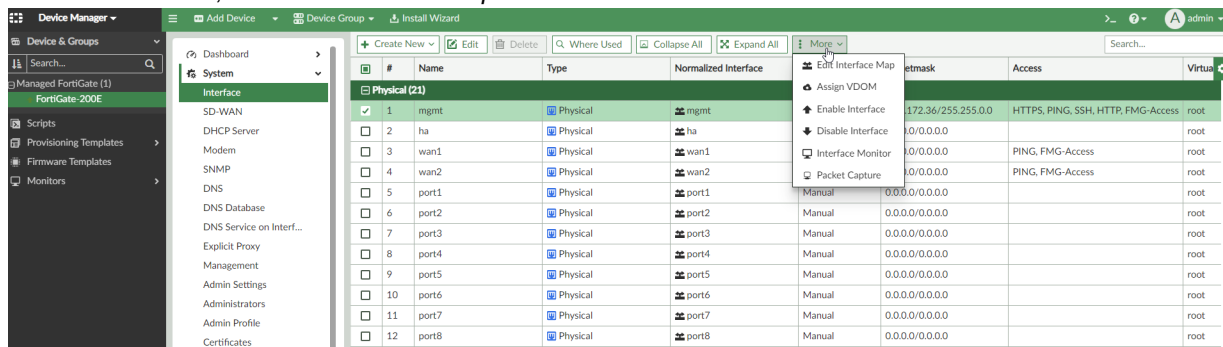 Device Manager
Add Device
Device Group
Install Wizard
admin
A
Device & Groups
Search...
Managed FortiGate (1)
FortiGate-200E
Scripts
Provisioning Templates
Firmware Templates
Monitors
Dashboard
System
Interface
SD-WAN
DHCP Server
Modem
SNMP
DNS
DNS Database
DNS Service on Interf...
Explicit Proxy
Management
Admin Settings
Administrators
Admin Profile
Certificates
Create New Edit Delete Where Used Collapse All Expand All More Search...
# Name Type Normalized Interface etmask Access Virtua
Physical (21)
1 mgmt Physical mgmt .172.36/255.255.0.0 HTTPS, PING, SSH, HTTP, FMG-Access root
2 ha Physical ha 0.0/0.0.0.0 root
3 wan1 Physical wan1 0.0/0.0.0.0 PING, FMG-Access root
4 wan2 Physical wan2 0.0/0.0.0.0 PING, FMG-Access root
5 port1 Physical port1 Manual 0.0.0.0/0.0.0.0 root
6 port2 Physical port2 Manual 0.0.0.0/0.0.0.0 root
7 port3 Physical port3 Manual 0.0.0.0/0.0.0.0 root
8 port4 Physical port4 Manual 0.0.0.0/0.0.0.0 root
9 port5 Physical port5 Manual 0.0.0.0/0.0.0.0 root
10 port6 Physical port6 Manual 0.0.0.0/0.0.0.0 root
11 port7 Physical port7 Manual 0.0.0.0/0.0.0.0 root
12 port8 Physical port8 Manual 0.0.0.0/0.0.0.0 root
Edit Interface Map
Assign VDOM
Enable Interface
Disable Interface
Interface Monitor
Packet Capture